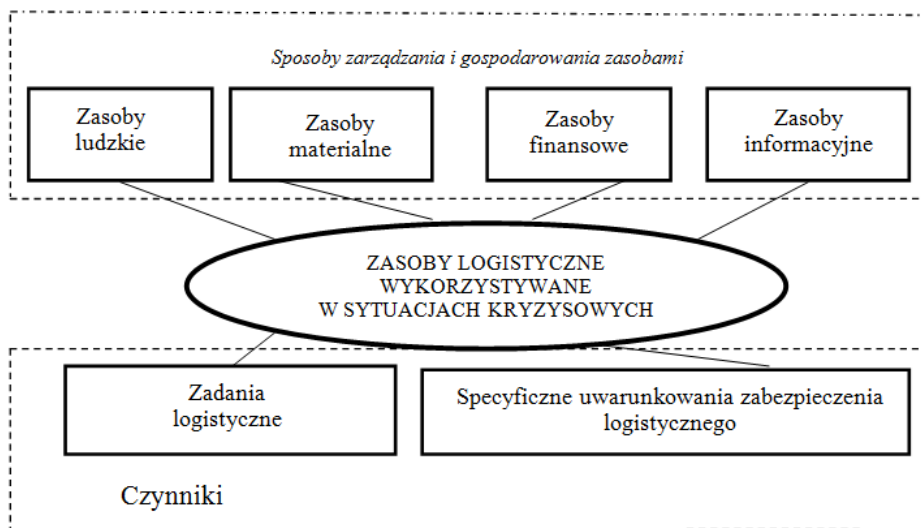 Sposoby zarządzania i gospodarowania zasobami
Zasoby
ludzkie
Zasoby
materialne
Zasoby
finansowe
Zasoby
informacyjne
ZASOBY LOGISTYCZNE
WYKORZYSTYWANE
W SYTUACJACH KRYZYSOWYCH
Zadania
logistyczne
Specyficzne uwarunkowania zabezpieczenia
logistycznego
Czynniki